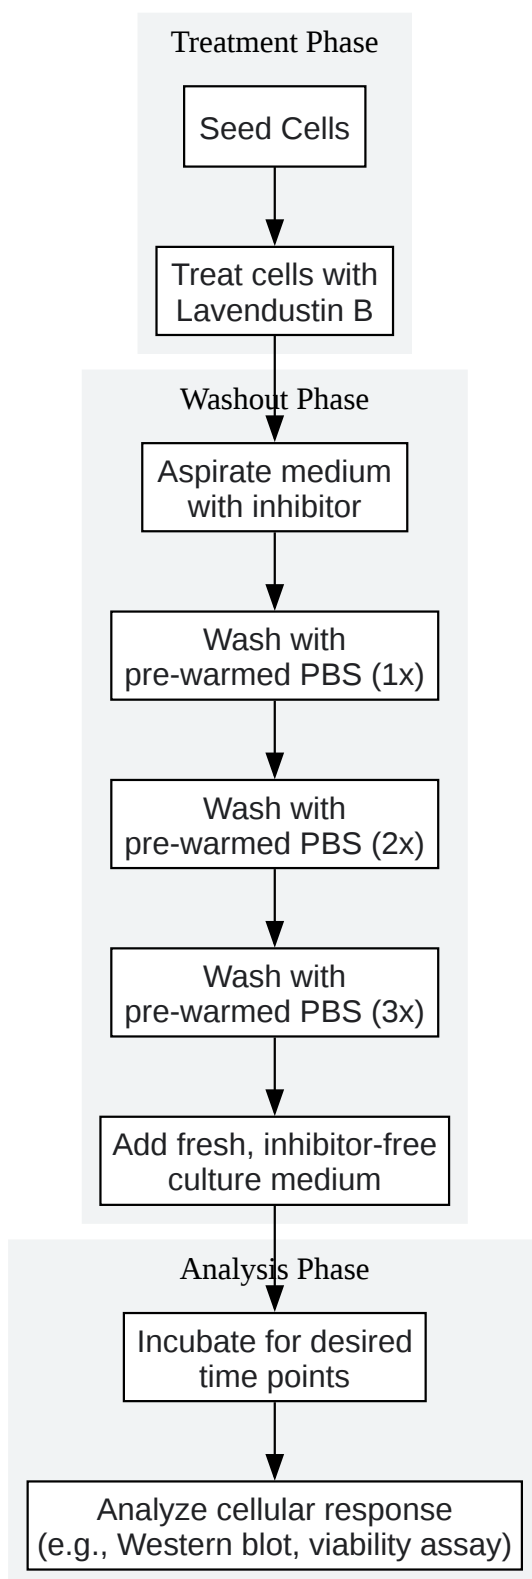 Treatment Phase
Seed Cells
Treat cells with
Lavendustin B
Washout Phase
Aspirate medium
with inhibitor
Wash with
pre-warmed PBS (1x)
Wash with
pre-warmed PBS (2x)
Wash with
pre-warmed PBS (3x)
Add fresh, inhibitor-free
culture medium
Analysis Phase
Incubate for desired
time points
Analyze cellular response
(e.g., Western blot, viability assay)